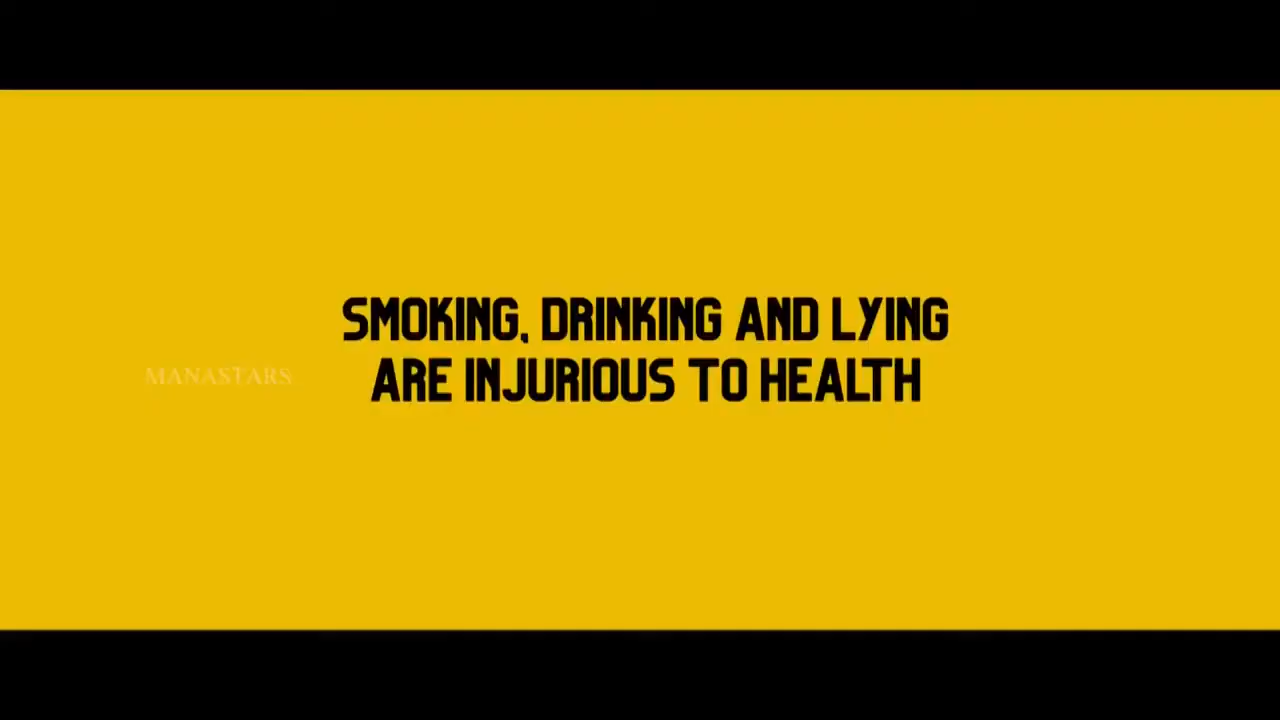 SMOKING, DRINKING AND LYING
MANASTARS
ARE INJURIOUS TO HEALTH